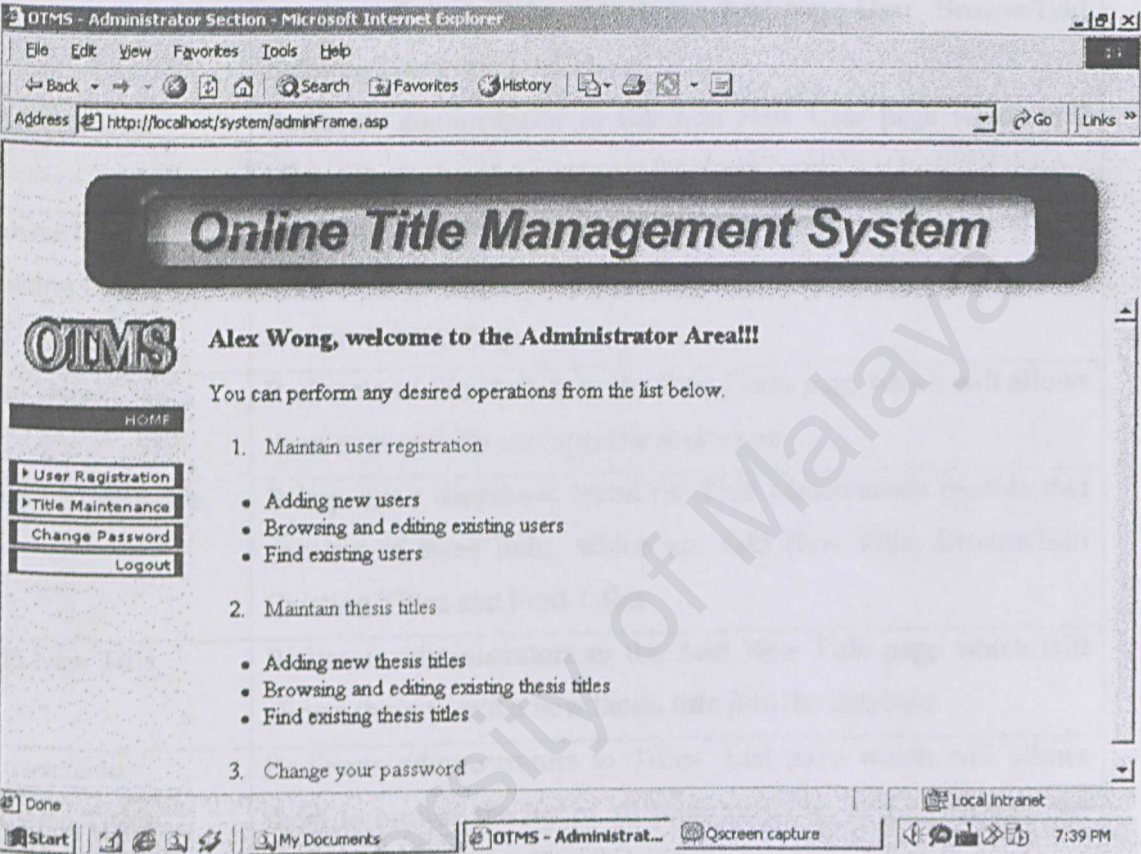 OTMS - Administrator Section - Microsoft Internet Explorer
File Edit View Favorites Tools Help
Back Search Favorites History
Address http://localhost/system/adminFrame.asp Go Links »
Online Title Management System
OTMS
HOME
User Registration
Title Maintenance
Change Password
Logout
Alex Wong, welcome to the Administrator Area!!!
You can perform any desired operations from the list below.
1. Maintain user registration
• Adding new users
• Browsing and editing existing users
• Find existing users
2. Maintain thesis titles
• Adding new thesis titles
• Browsing and editing existing thesis titles
• Find existing thesis titles
3. Change your password
Done Local intranet
Start My Documents OTMS - Administrat... Qscreen capture 7:39 PM
University of Malaya